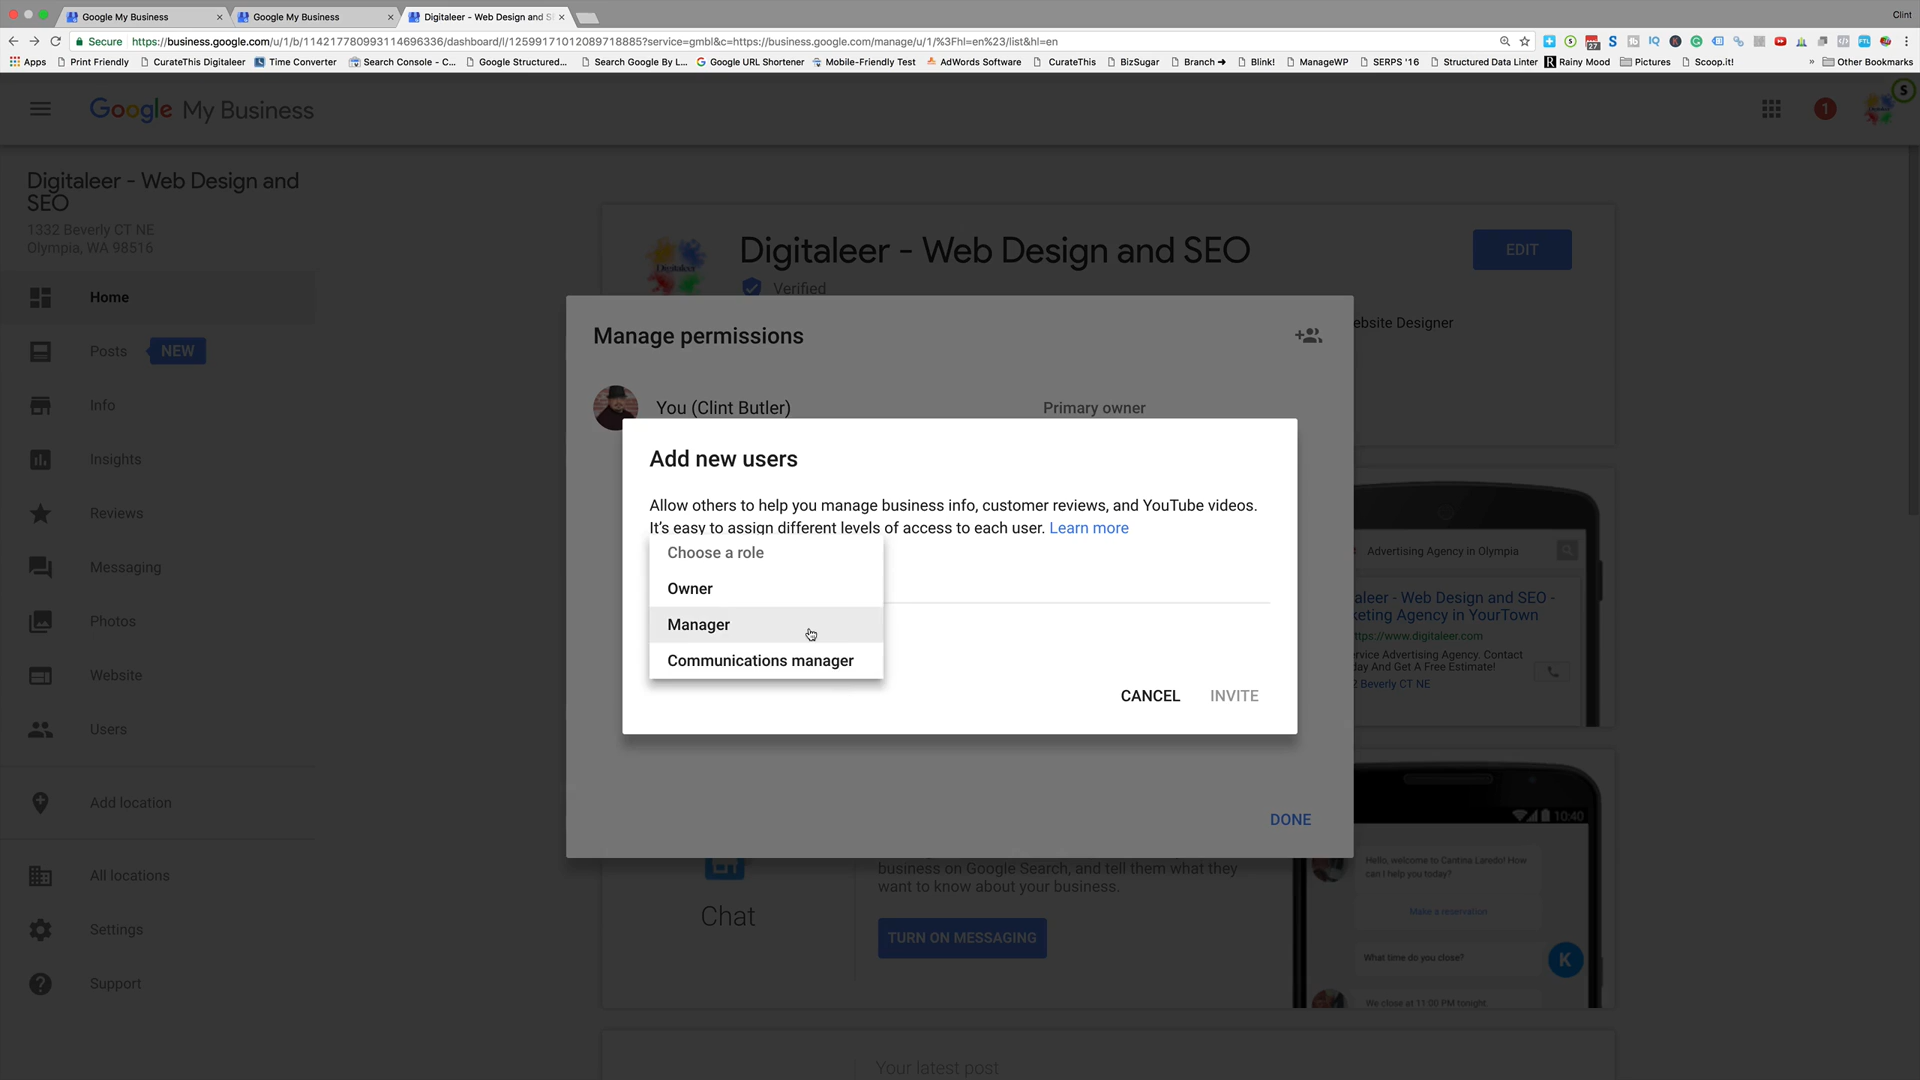 Google My Business
Google My Business
Digitaleer - Web Design and S
Clint
Secure
https://business.google.com/u/1/b/114217780993114696336/dashboard/l/12599171012089718885?service=gmbl&c=https://business.google.com/manage/u/1/%3Fhl=en%23/list&hl=en
27
Apps
Print Friendly
CurateThis Digitaleer
Time Converter
Search Console - C...
Google Structured...
Search Google By L...
Google URL Shortener
Mobile-Friendly Test
AdWords Software
CurateThis
BizSugar
Branch →
Blink!
ManageWP
SERPS '16
Structured Data Linter
Rainy Mood
Pictures
Scoop.it!
»
Other Bookmarks
Google My Business
1
S
Digitaleer - Web Design and
SEO
1332 Beverly CT NE
Olympia, WA 98516
Home
Posts
NEW
Info
Insights
Reviews
Messaging
Photos
Website
Users
Add location
All locations
Settings
Support
Digitaleer
Digitaleer - Web Design and SEO
EDIT
Verified
ebsite Designer
Manage permissions
You (Clint Butler)
Primary owner
Add new users
Allow others to help you manage business info, customer reviews, and YouTube videos.
It's easy to assign different levels of access to each user. Learn more
Choose a role
Owner
Manager
Communications manager
CANCEL
INVITE
DONE
Advertising Agency in Olympia
aleer - Web Design and SEO -
keting Agency in YourTown
ttps://www.digitaleer.com
rvice Advertising Agency. Contact
day And Get A Free Estimate!
2 Beverly CT NE
10:40
Hello, welcome to Cantina Laredo! How
can I help you today?
Make a reservation
What time do you close?
K
We close at 11:00 PM tonight.
Chat
business on Google Search, and tell them what they
want to know about your business.
TURN ON MESSAGING
Your latest post